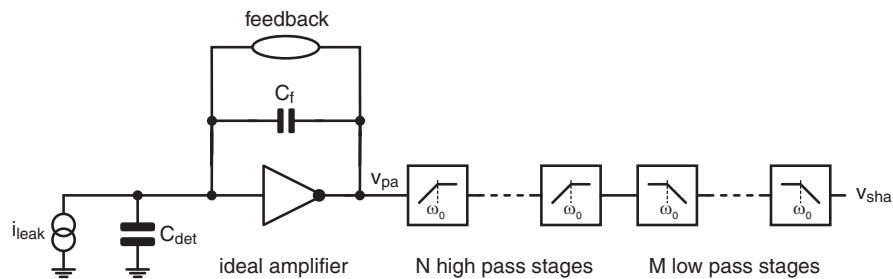 feedback
C_f
v_pa
ω_0
ω_0
ω_0
ω_0
v_sha
i_leak
C_det
ideal amplifier
N high pass stages
M low pass stages